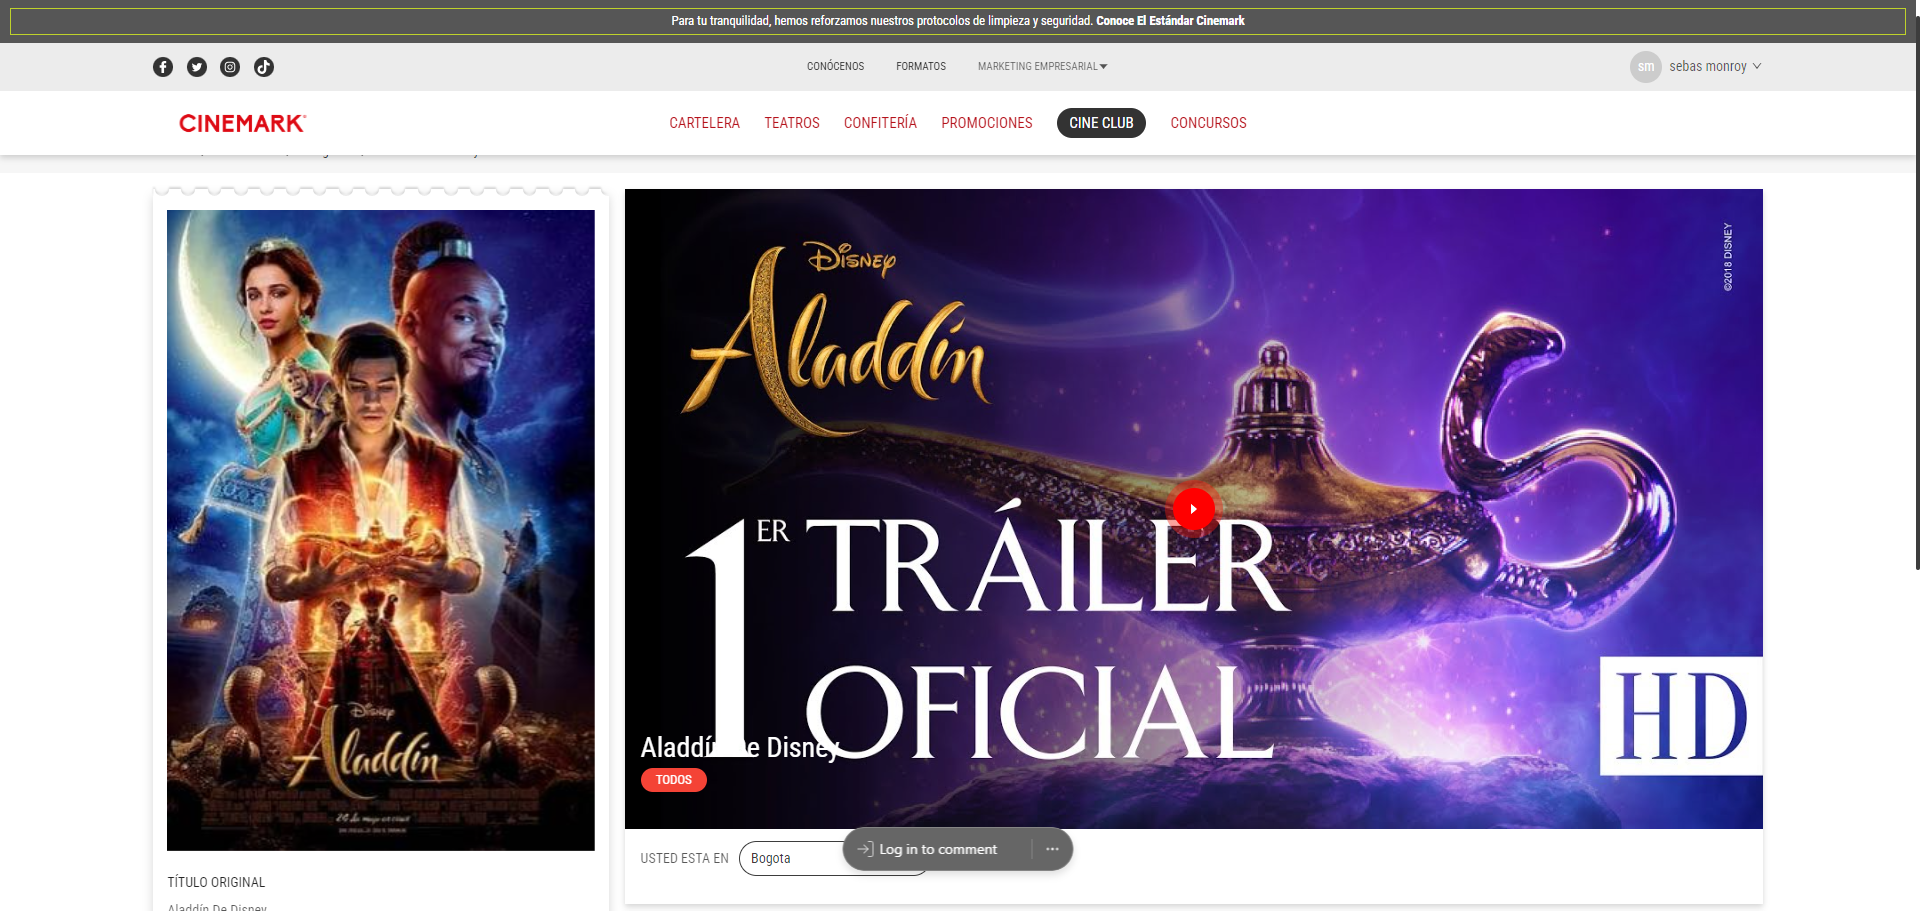 Para tu tranquilidad, hemos reforzamos nuestros protocolos de limpieza y seguridad. Conoce El Estándar Cinemark
CONÓCENOS FORMATOS MARKETING EMPRESARIAL
sm sebas monroy
CINEMARK
CARTELERA TEATROS CONFITERÍA PROMOCIONES CINE CLUB CONCURSOS
Disney
Aladdín
24 de mayo en cines
TÍTULO ORIGINAL
Aladdín De Disney
©2018 DISNEY
Disney
Aladdín
1ER TRÁILER
OFICIAL
HD
Aladdín De Disney
TODOS
USTED ESTA EN Bogota
Log in to comment